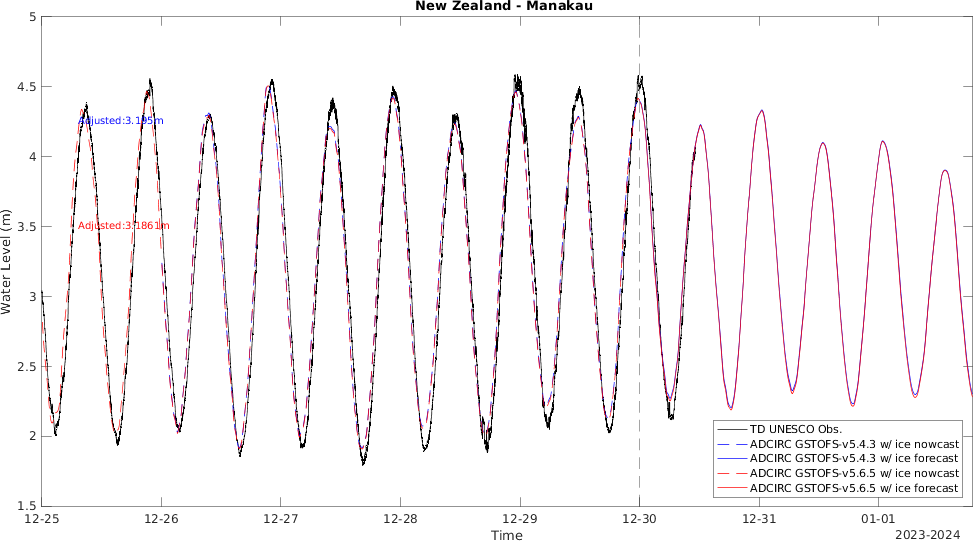 New Zealand - Manakau
5
4.5
4
3.5
3
2.5
2
1.5
Water Level (m)
Adjusted:3.195m
Adjusted:3.1861m
TD UNESCO Obs.
ADCIRC GSTOFS-v5.4.3 w/ ice nowcast
ADCIRC GSTOFS-v5.4.3 w/ ice forecast
ADCIRC GSTOFS-v5.6.5 w/ ice nowcast
ADCIRC GSTOFS-v5.6.5 w/ ice forecast
12-25 12-26 12-27 12-28 12-29 12-30 12-31 01-01
Time
2023-2024